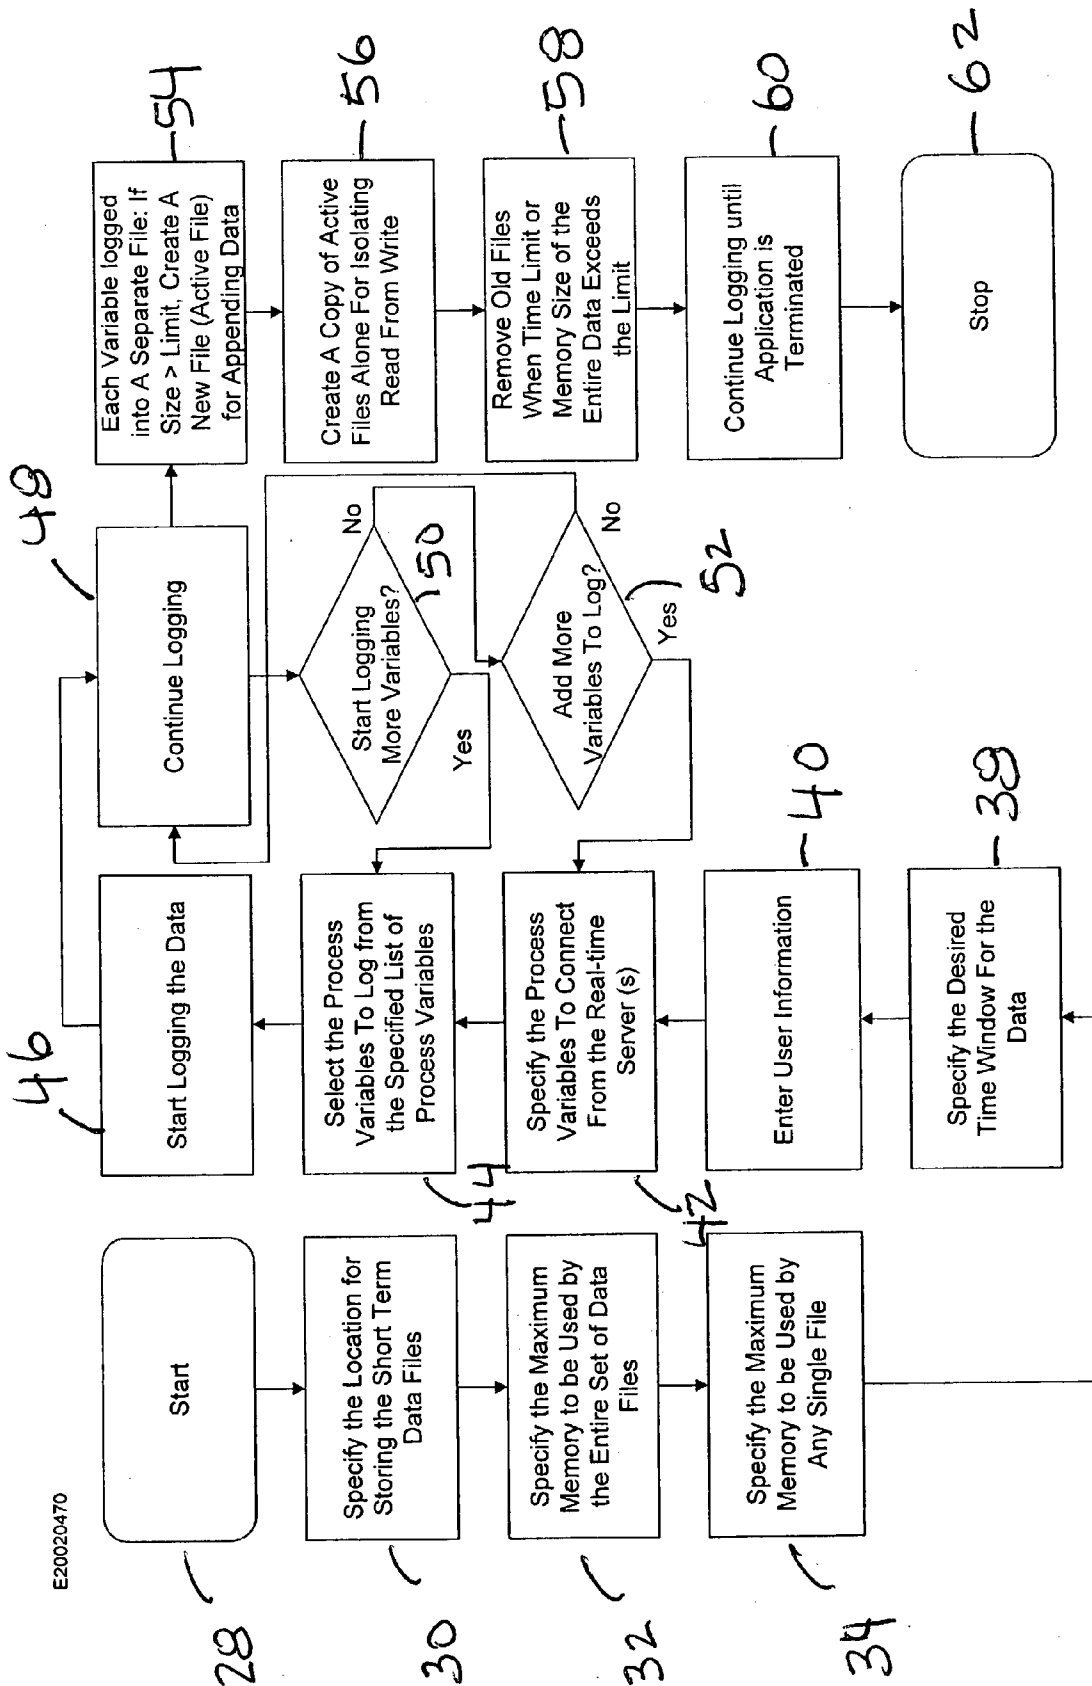 E20020470
Start
28
Specify the Location for
Storing the Short Term
Data Files
30
Specify the Maximum
Memory to be Used by
the Entire Set of Data
Files
32
Specify the Maximum
Memory to be Used by
Any Single File
34
Specify the Desired
Time Window For the
Data
38
Enter User Information
40
Specify the Process
Variables To Connect
From the Real-time
Server (s)
42
Select the Process
Variables To Log from
the Specified List of
Process Variables
44
Start Logging the Data
46
Continue Logging
48
Start Logging
More Variables?
50
Yes
No
Add More
Variables To Log?
52
Yes
No
Each Variable logged
into A Separate File: If
Size > Limit, Create A
New File (Active File)
for Appending Data
54
Create A Copy of Active
Files Alone For Isolating
Read From Write
56
Remove Old Files
When Time Limit or
Memory Size of the
Entire Data Exceeds
the Limit
58
Continue Logging until
Application is
Terminated
60
Stop
62